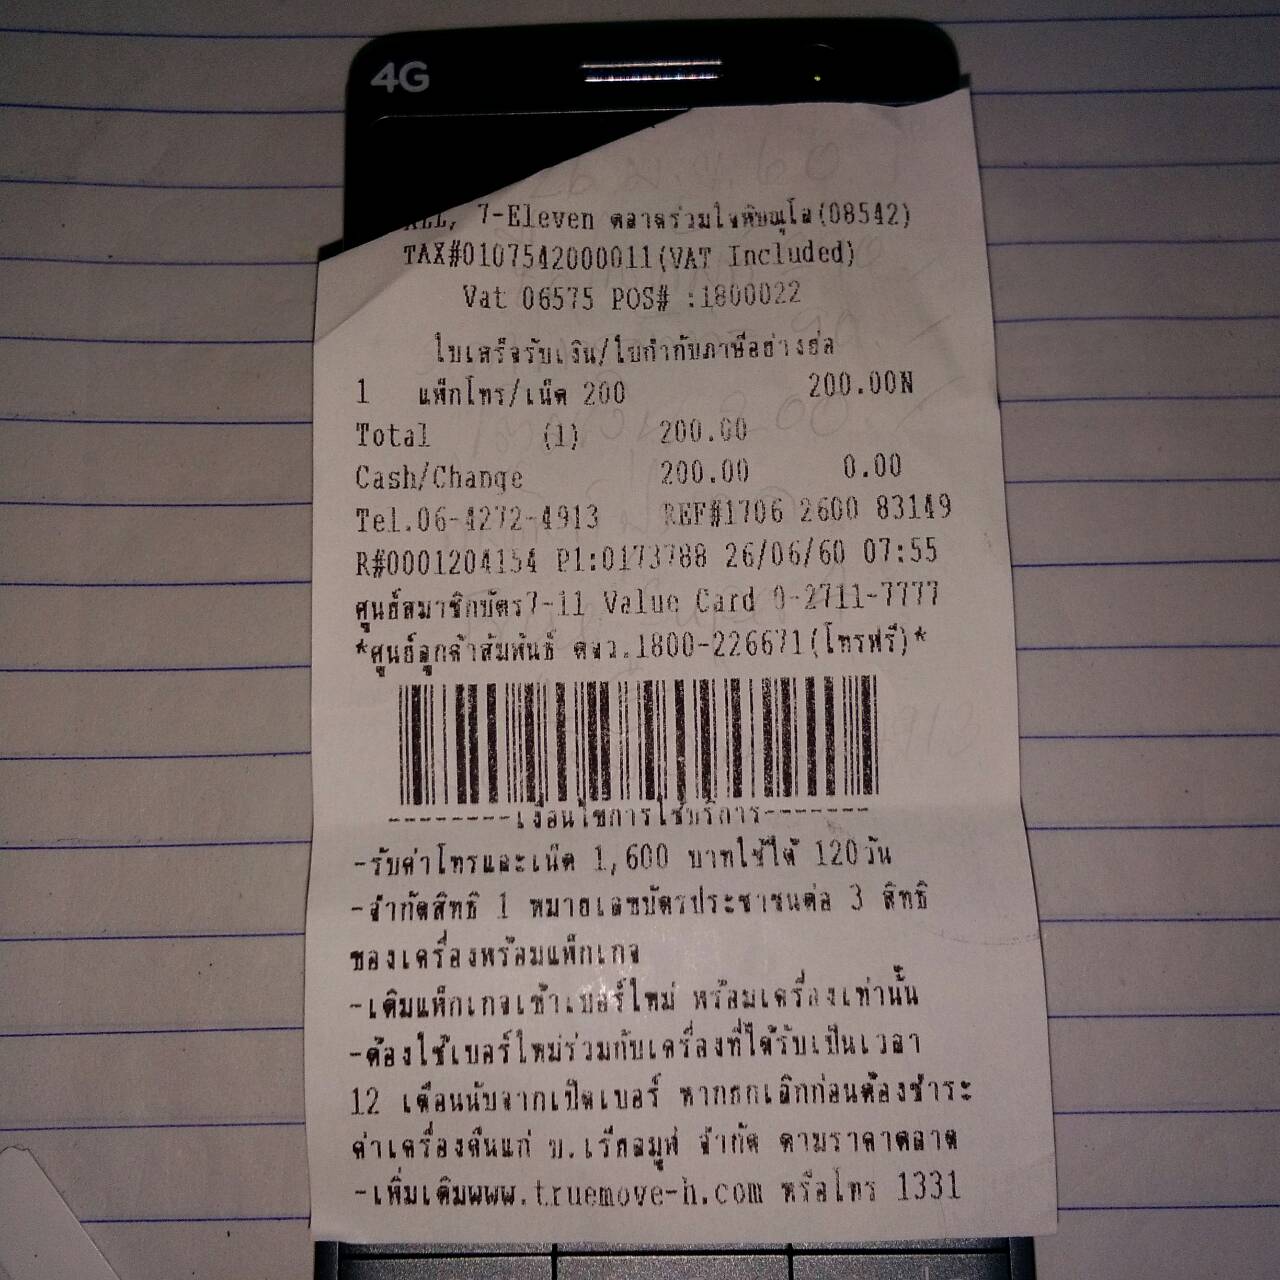 4G
ALL, 7-Eleven ตลาดร่วมใจพิษณุโล(08542)
TAX#0107542000011(VAT Included)
Vat 06575 POS# :1800022
ใบเสร็จรับเงิน/ใบกำกับภาษีอย่างย่อ
1 แพ็กโทร/เน็ต 200 200.00N
Total (1) 200.00
Cash/Change 200.00 0.00
Tel.06-4272-4913 REF#1706 2600 83149
R#0001204154 P1:0173788 26/06/60 07:55
ศูนย์สมาชิกบัตร7-11 Value Card 0-2711-7777
*ศูนย์ลูกค้าสัมพันธ์ ตจว.1800-226671(โทรฟรี)*
--------เงื่อนไขการใช้บริการ-------
-รับค่าโทรและเน็ต 1,600 บาทใช้ได้ 120วัน
-จำกัดสิทธิ 1 หมายเลขบัตรประชาชนต่อ 3 สิทธิ
ของเครื่องพร้อมแพ็กเกจ
-เติมแพ็กเกจเข้าเบอร์ใหม่ พร้อมเครื่องเท่านั้น
-ต้องใช้เบอร์ใหม่ร่วมกับเครื่องที่ได้รับเป็นเวลา
12 เดือนนับจากเปิดเบอร์ หากยกเลิกก่อนต้องชำระ
ค่าเครื่องคืนแก่ บ.เรียลมูฟ จำกัด ตามราคาตลาด
-เพิ่มเติมwww.truemove-h.com หรือโทร 1331